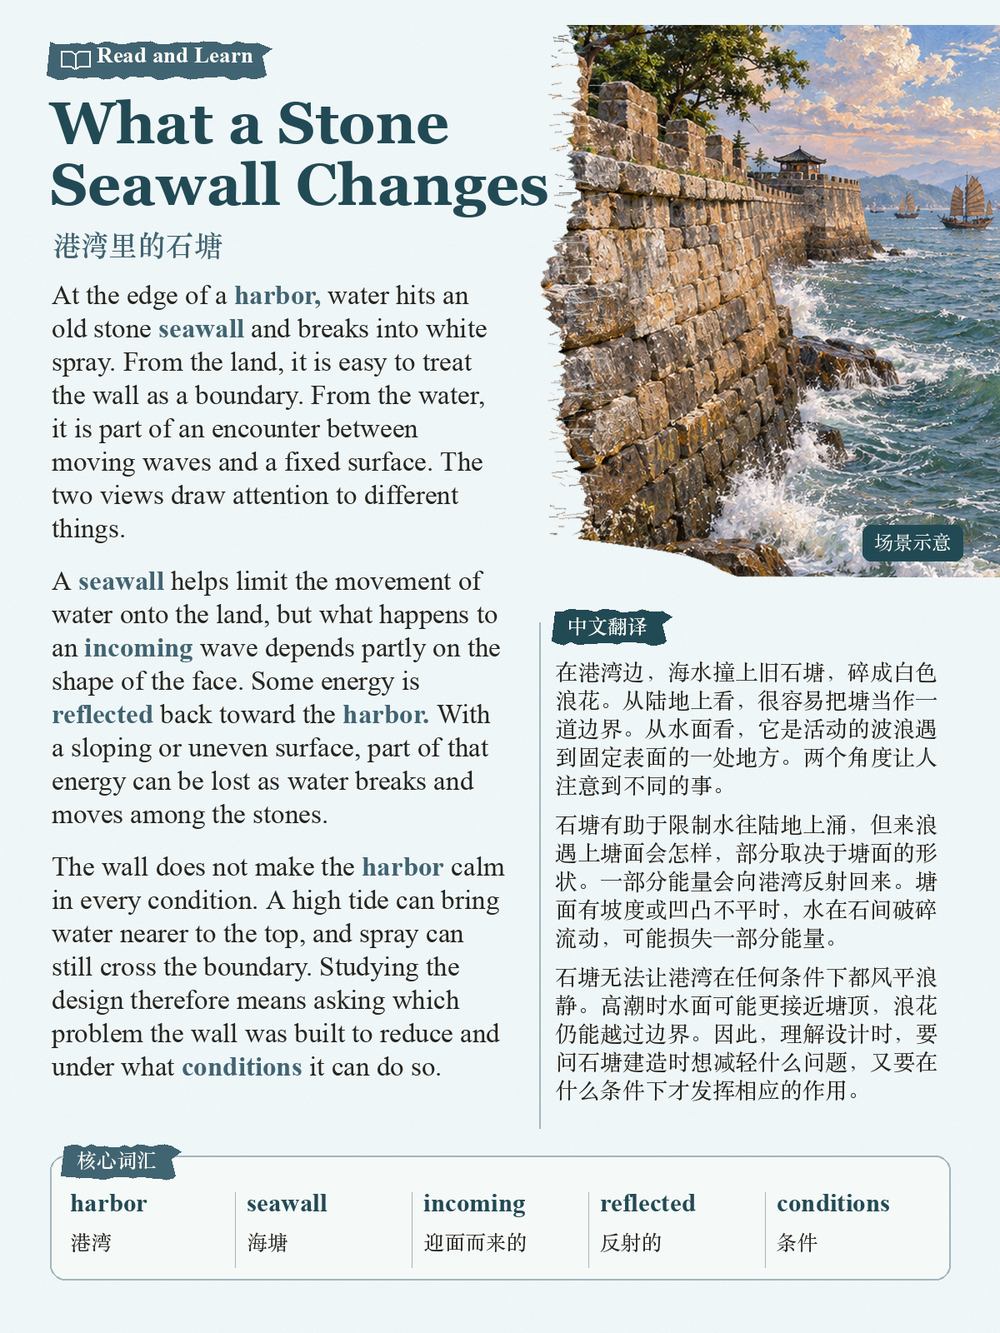 Read and Learn
What a Stone
Seawall Changes
港湾里的石塘
At the edge of a harbor, water hits an
old stone seawall and breaks into white
spray. From the land, it is easy to treat
the wall as a boundary. From the water,
it is part of an encounter between
moving waves and a fixed surface. The
two views draw attention to different
things.
A seawall helps limit the movement of
water onto the land, but what happens to
an incoming wave depends partly on the
shape of the face. Some energy is
reflected back toward the harbor. With
a sloping or uneven surface, part of that
energy can be lost as water breaks and
moves among the stones.
The wall does not make the harbor calm
in every condition. A high tide can bring
water nearer to the top, and spray can
still cross the boundary. Studying the
design therefore means asking which
problem the wall was built to reduce and
under what conditions it can do so.
场景示意
中文翻译
在港湾边，海水撞上旧石塘，碎成白色
浪花。从陆地上看，很容易把塘当作一
道边界。从水面看，它是活动的波浪遇
到固定表面的一处地方。两个角度让人
注意到不同的事。
石塘有助于限制水往陆地上涌，但来浪
遇上塘面会怎样，部分取决于塘面的形
状。一部分能量会向港湾反射回来。塘
面有坡度或凹凸不平时，水在石间破碎
流动，可能损失一部分能量。
石塘无法让港湾在任何条件下都风平浪
静。高潮时水面可能更接近塘顶，浪花
仍能越过边界。因此，理解设计时，要
问石塘建造时想减轻什么问题，又要在
什么条件下才发挥相应的作用。
核心词汇
harbor
港湾
seawall
海塘
incoming
迎面而来的
reflected
反射的
conditions
条件